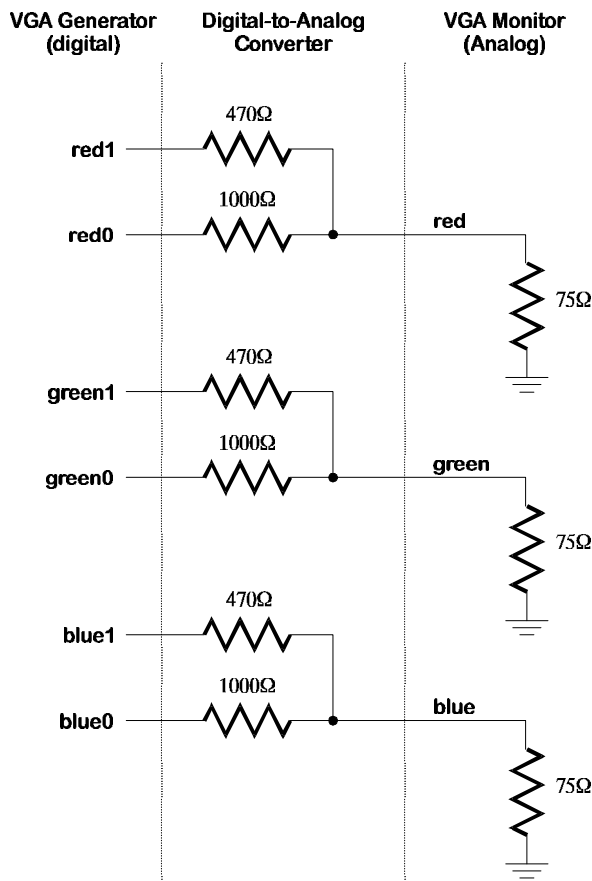 VGA Generator
(digital)
Digital-to-Analog
Converter
VGA Monitor
(Analog)
470Ω
red1
1000Ω
red0
red
75Ω
470Ω
green1
1000Ω
green0
green
75Ω
470Ω
blue1
1000Ω
blue0
blue
75Ω